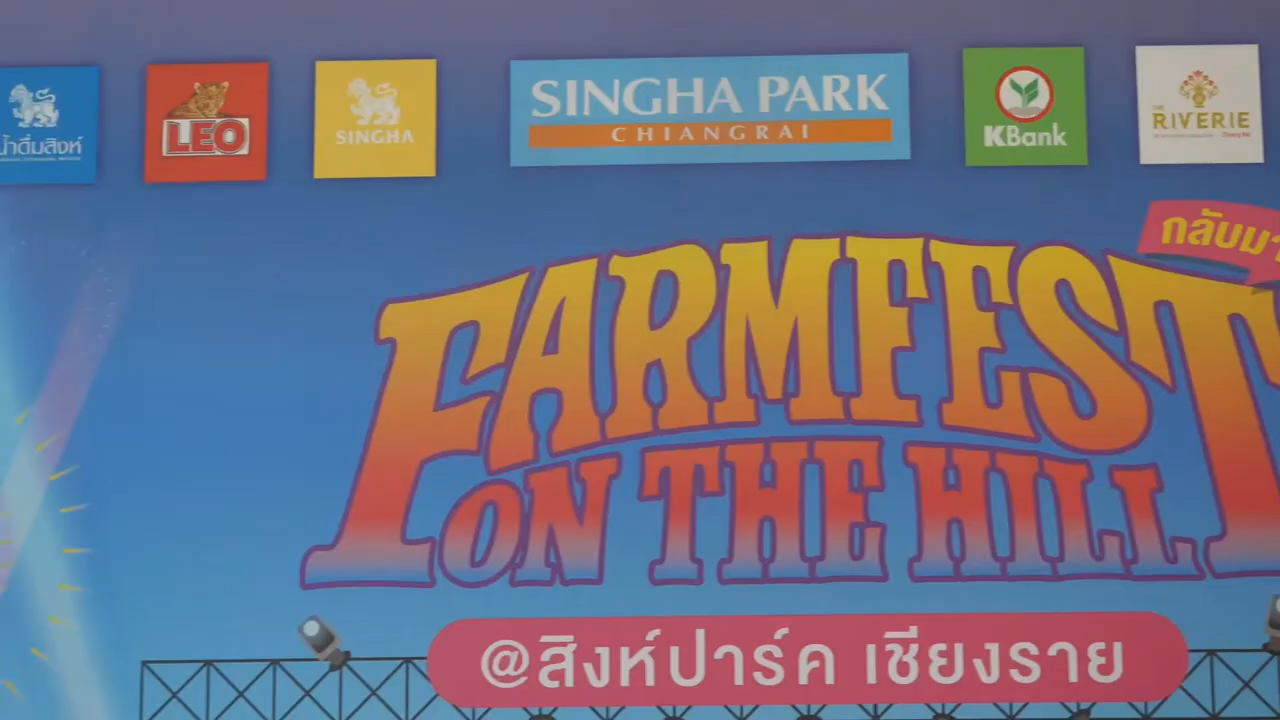 น้ำดื่มสิงห์
LEO
SINGHA
SINGHA PARK
CHIANGRAI
KBank
THE
RIVERIE
กลับมา
FARMFEST
ON THE HILL
@สิงห์ปาร์ค เชียงราย